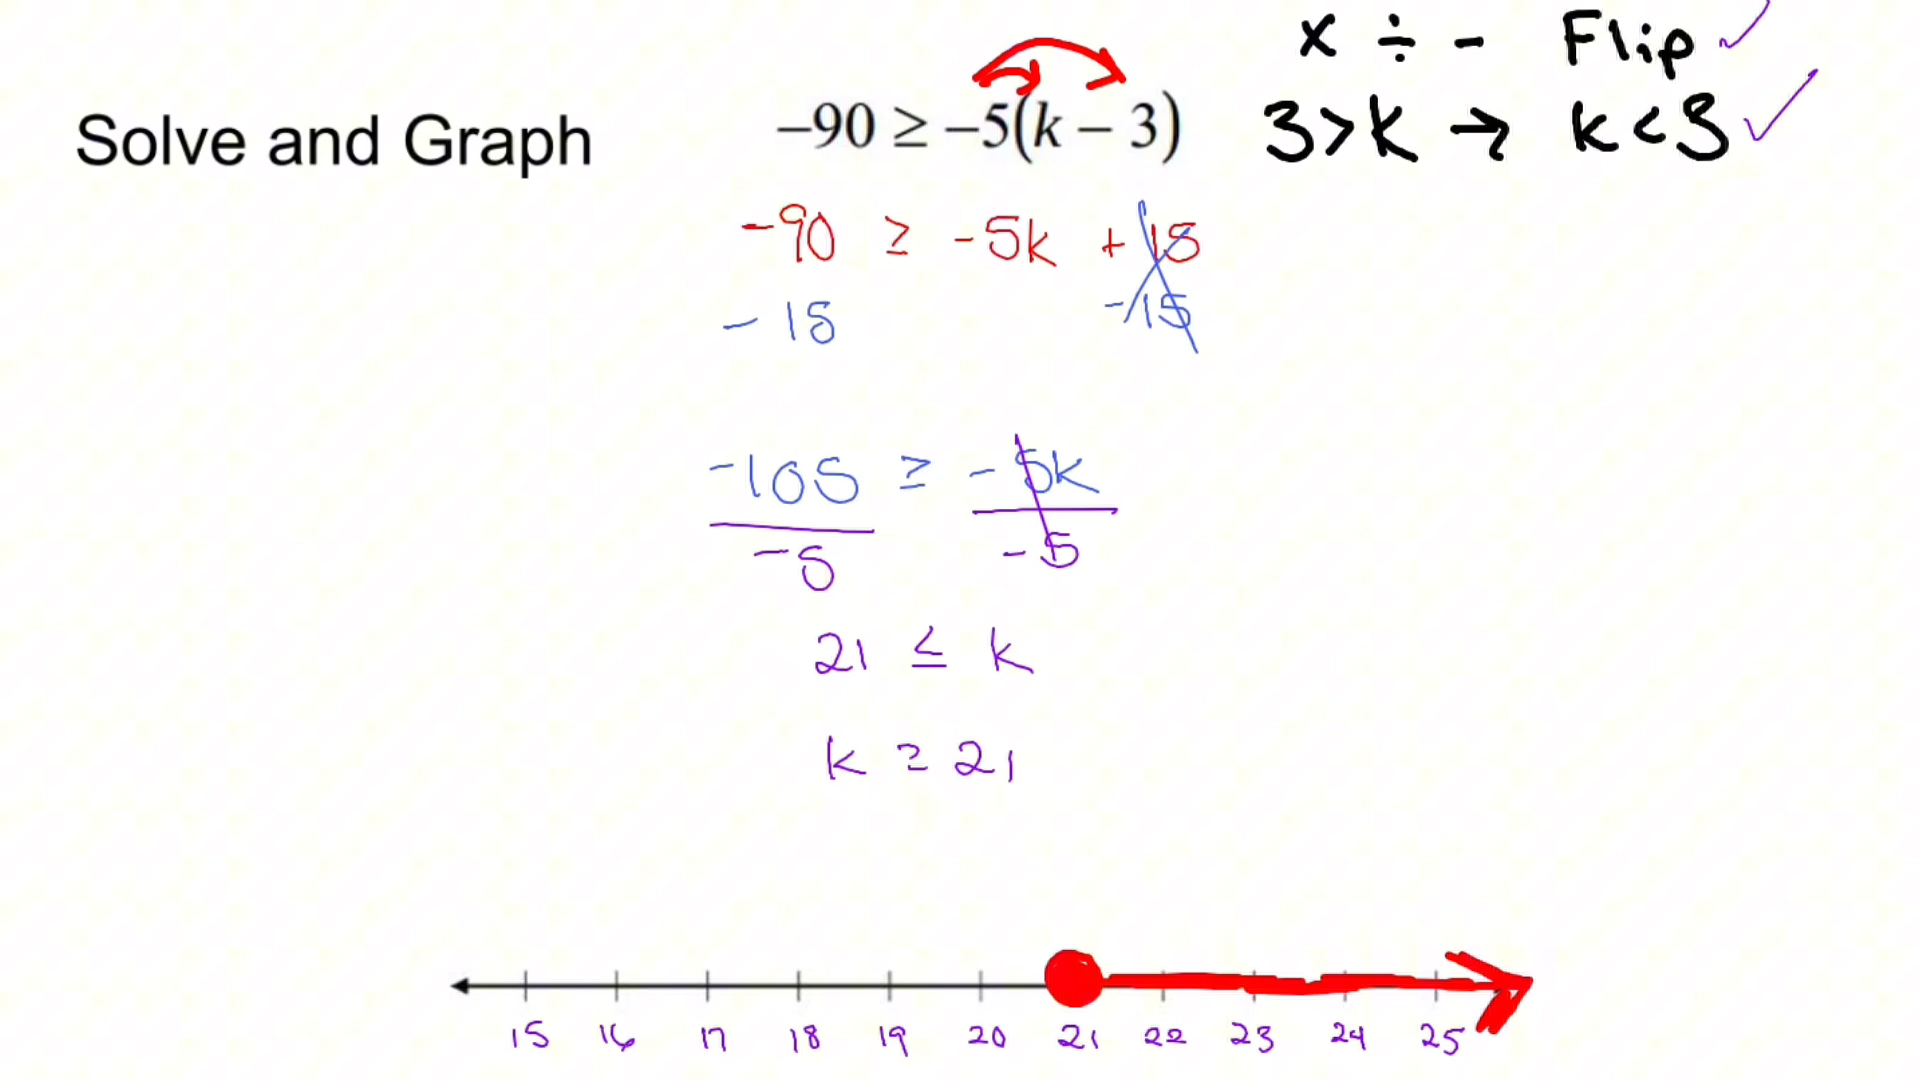 x ÷ - Flip ✓
Solve and Graph
–90 ≥ –5(k – 3)
3>k → k<3 ✓
-90 ≥ -5k + 15
-15 -15
-105 ≥ -5k
-5 -5
21 ≤ k
k ≥ 21
15 16 17 18 19 20 21 22 23 24 25